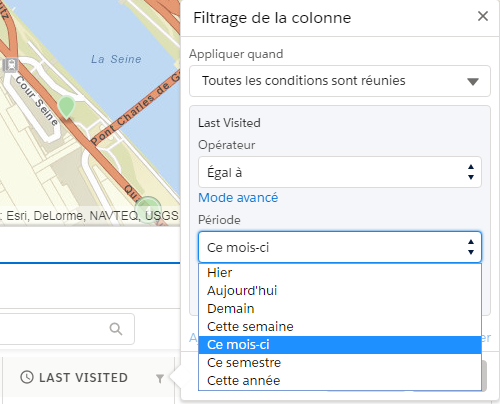 Filtrage de la colonne
×
Appliquer quand
Toutes les conditions sont réunies
Last Visited
Opérateur
Égal à
Mode avancé
Période
Ce mois-ci
Hier
Aujourd'hui
Demain
Cette semaine
Ce mois-ci
Ce semestre
Cette année
La Seine
Cour Seine
Pont Charles de G
Qu
: Esri, DeLorme, NAVTEQ, USGS
LAST VISITED